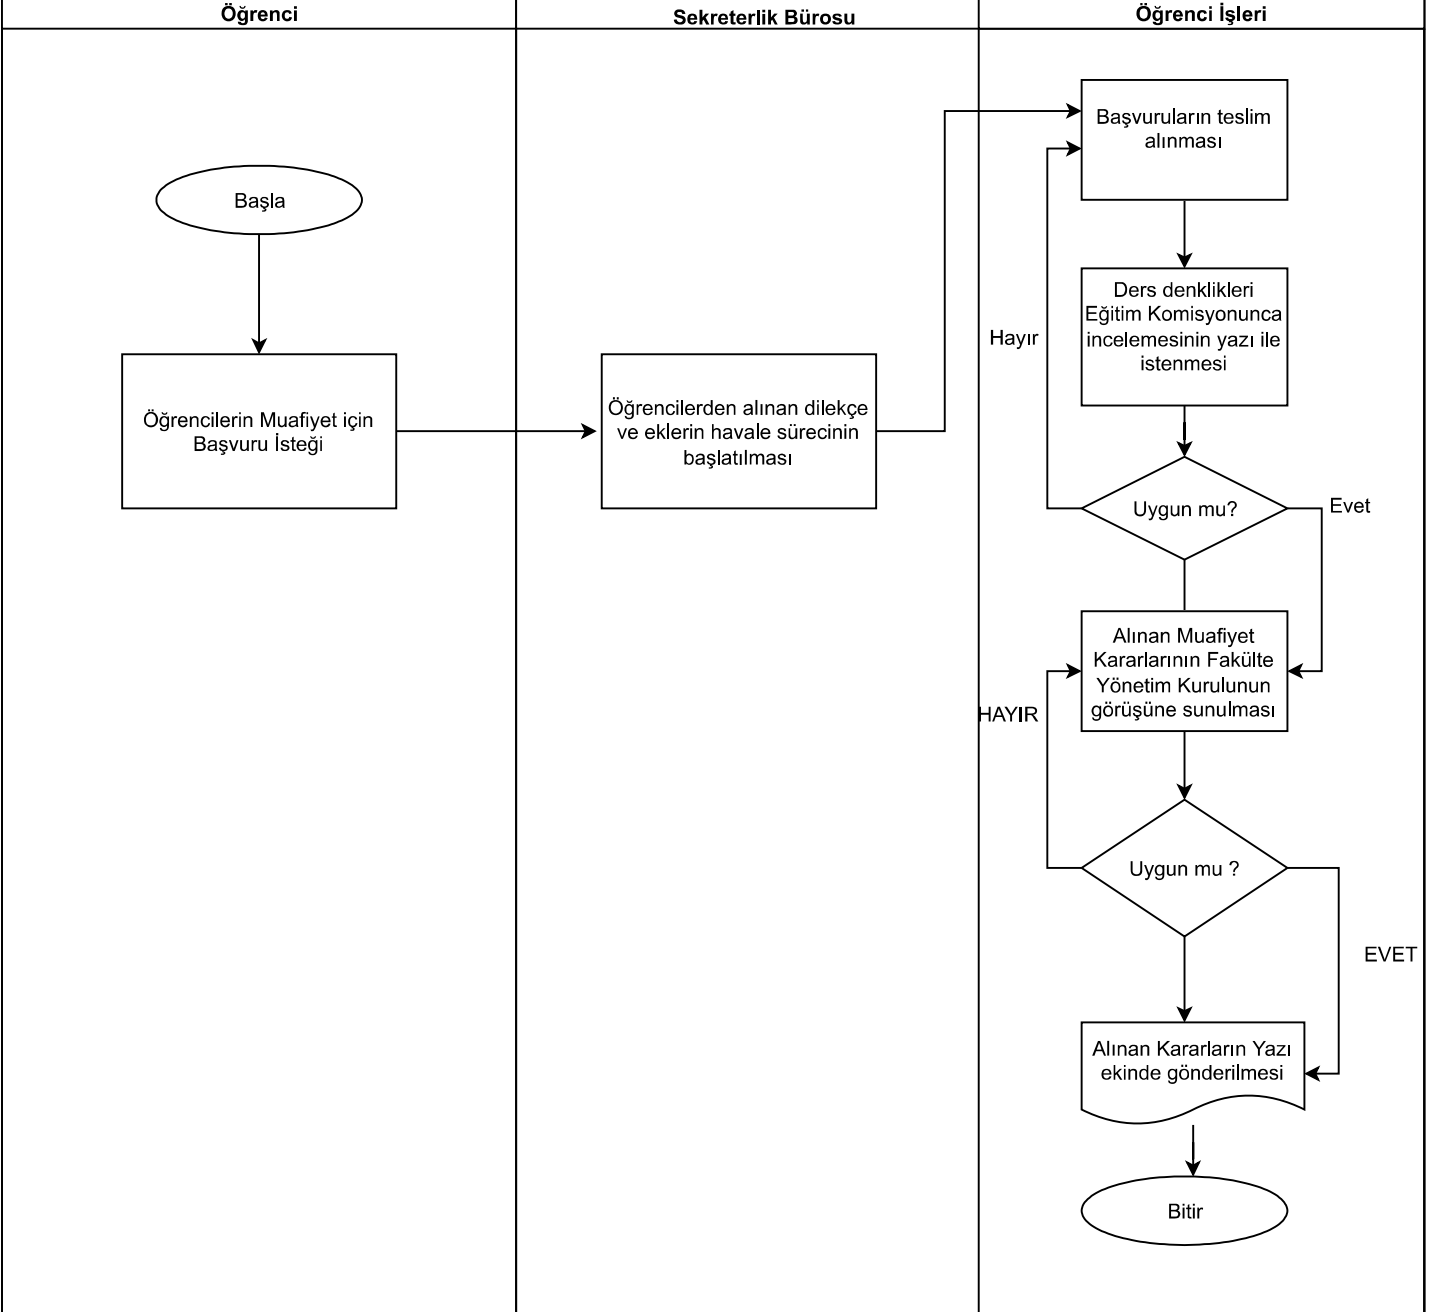 Öğrenci
Sekreterlik Bürosu
Öğrenci İşleri
Başla
Öğrencilerin Muafiyet için
Başvuru İsteği
Öğrencilerden alınan dilekçe
ve eklerin havale sürecinin
başlatılması
Başvuruların teslim
alınması
Ders denklikleri
Eğitim Komisyonunca
incelemesinin yazı ile
istenmesi
Hayır
Uygun mu?
Evet
Alınan Muafiyet
Kararlarının Fakülte
Yönetim Kurulunun
görüşüne sunulması
HAYIR
Uygun mu ?
EVET
Alınan Kararların Yazı
ekinde gönderilmesi
Bitir